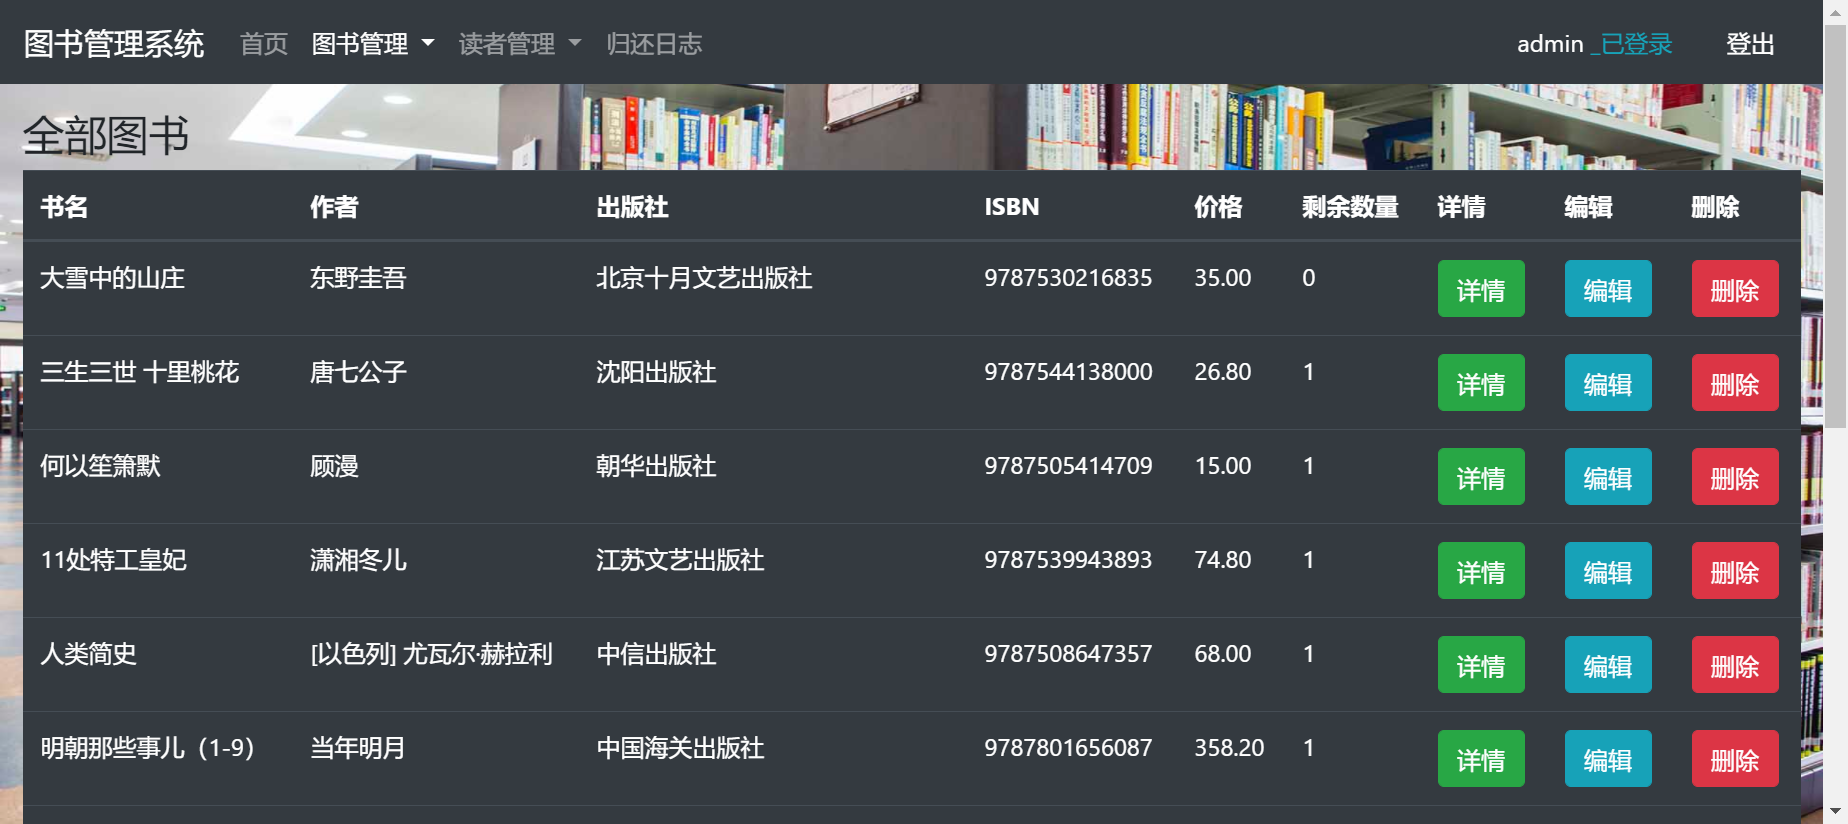 图书管理系统 首页 图书管理 读者管理 归还日志 admin _已登录 登出
全部图书
书名 作者 出版社 ISBN 价格 剩余数量 详情 编辑 删除
大雪中的山庄 东野圭吾 北京十月文艺出版社 9787530216835 35.00 0 详情 编辑 删除
三生三世 十里桃花 唐七公子 沈阳出版社 9787544138000 26.80 1 详情 编辑 删除
何以笙箫默 顾漫 朝华出版社 9787505414709 15.00 1 详情 编辑 删除
11处特工皇妃 潇湘冬儿 江苏文艺出版社 9787539943893 74.80 1 详情 编辑 删除
人类简史 [以色列] 尤瓦尔·赫拉利 中信出版社 9787508647357 68.00 1 详情 编辑 删除
明朝那些事儿（1-9） 当年明月 中国海关出版社 9787801656087 358.20 1 详情 编辑 删除